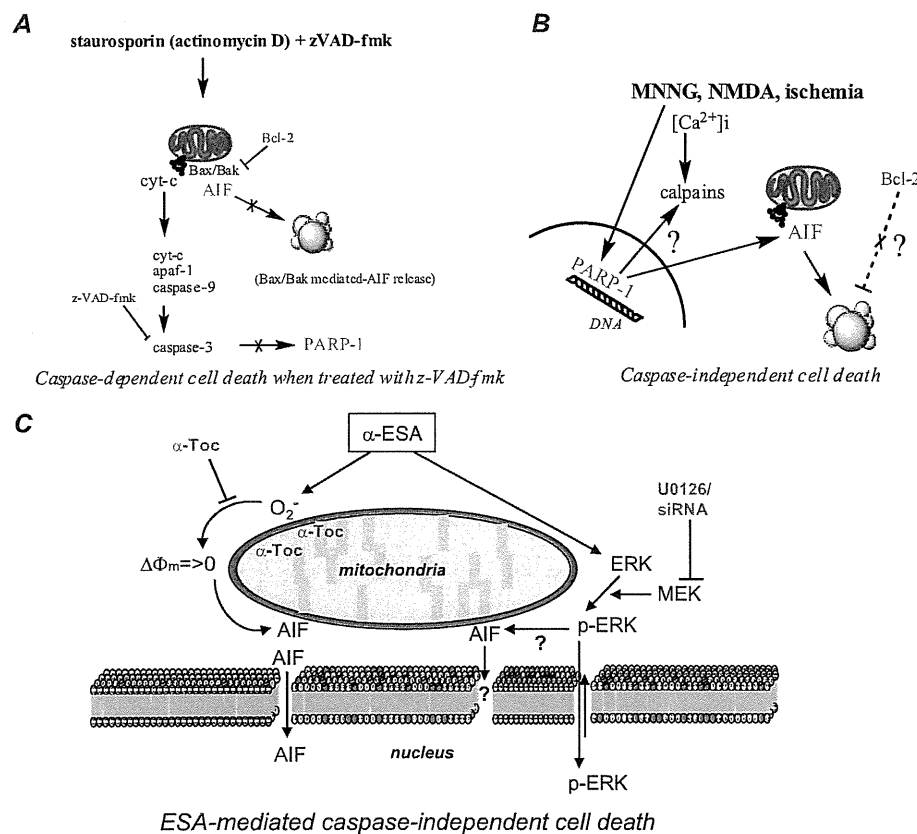 A
staurosporin (actinomycin D) + zVAD-fmk
Bcl-2
Bax/Bak
cyt-c
AIF
cyt-c
apaf-1
caspase-9
(Bax/Bak mediated-AIF release)
z-VAD-fmk
caspase-3
PARP-1
Caspase-dependent cell death when treated with z-VAD-fmk
B
MNNG, NMDA, ischemia
[Ca²⁺]i
calpains
Bcl-2
AIF
?
?
PARP-1
DNA
Caspase-independent cell death
C
α-ESA
α-Toc
O₂⁻
U0126/
siRNA
α-Toc
α-Toc
ΔΦm=>0
mitochondria
ERK
MEK
AIF
AIF
p-ERK
?
AIF
?
AIF
nucleus
p-ERK
ESA-mediated caspase-independent cell death